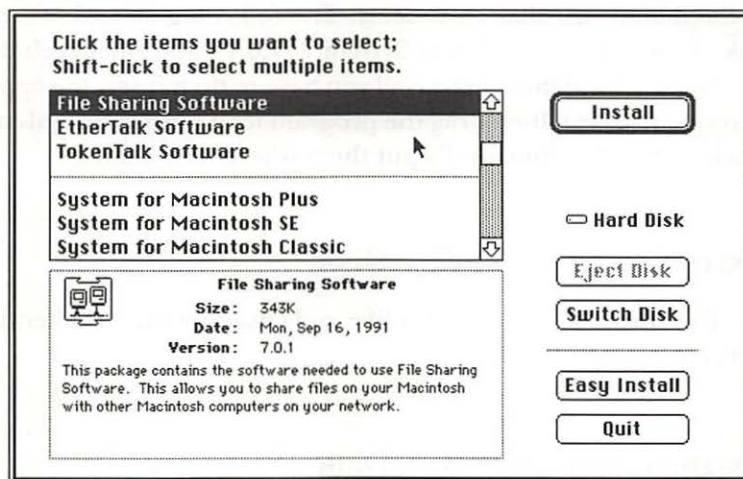 Click the items you want to select;
Shift-click to select multiple items.
File Sharing Software
EtherTalk Software
TokenTalk Software
System for Macintosh Plus
System for Macintosh SE
System for Macintosh Classic
Install
Hard Disk
Eject Disk
Switch Disk
Easy Install
Quit
File Sharing Software
Size: 343K
Date: Mon, Sep 16, 1991
Version: 7.0.1
This package contains the software needed to use File Sharing
Software. This allows you to share files on your Macintosh
with other Macintosh computers on your network.